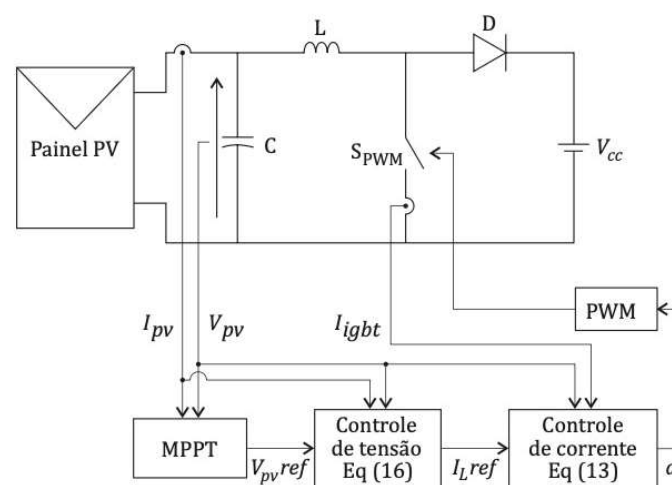 L
D
Painel PV
C
S_PWM
V_cc
I_pv
V_pv
I_igbt
PWM
MPPT
V_pv ref
Controle
de tensão
Eq (16)
I_L ref
Controle
de corrente
Eq (13)